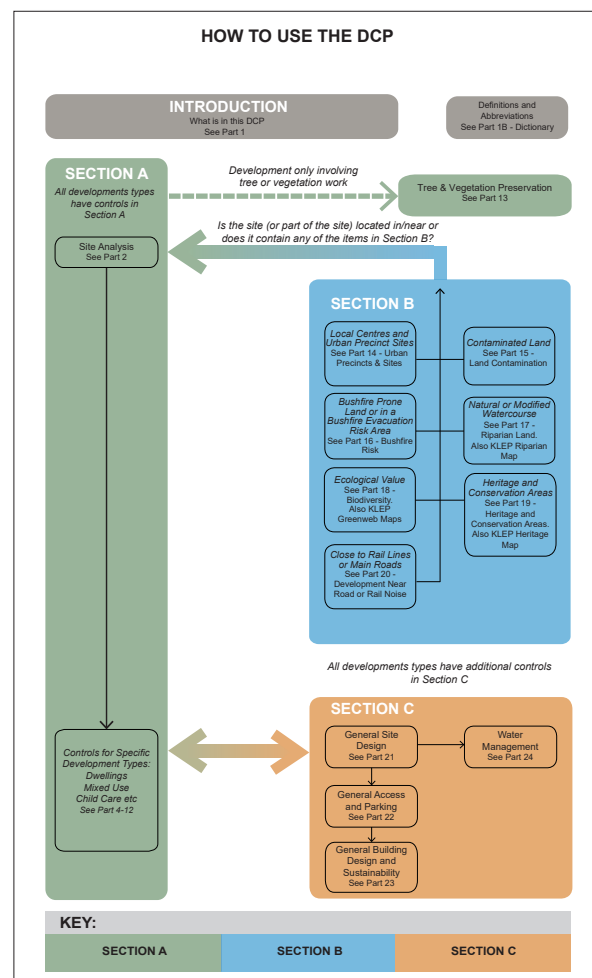 HOW TO USE THE DCP
INTRODUCTION
What is in this DCP
See Part 1
Definitions and
Abbreviations
See Part 1B - Dictionary
SECTION A
All developments types
have controls in
Section A
Development only involving
tree or vegetation work
Tree & Vegetation Preservation
See Part 13
Is the site (or part of the site) located in/near or
does it contain any of the items in Section B?
Site Analysis
See Part 2
SECTION B
Local Centres and
Urban Precinct Sites
See Part 14 - Urban
Precincts & Sites
Contaminated Land
See Part 15 -
Land Contamination
Bushfire Prone
Land or in a
Bushfire Evacuation
Risk Area
See Part 16 - Bushfire
Risk
Natural or Modified
Watercourse
See Part 17 -
Riparian Land.
Also KLEP Riparian
Map
Ecological Value
See Part 18 -
Biodiversity.
Also KLEP
Greenweb Maps
Heritage and
Conservation Areas
See Part 19 -
Heritage and
Conservation Areas.
Also KLEP Heritage
Map
Close to Rail Lines
or Main Roads
See Part 20 -
Development Near
Road or Rail Noise
All developments types have additional controls
in Section C
SECTION C
General Site
Design
See Part 21
Water
Management
See Part 24
General Access
and Parking
See Part 22
General Building
Design and
Sustainability
See Part 23
Controls for Specific
Development Types:
Dwellings
Mixed Use
Child Care etc
See Part 4-12
KEY:
SECTION A
SECTION B
SECTION C